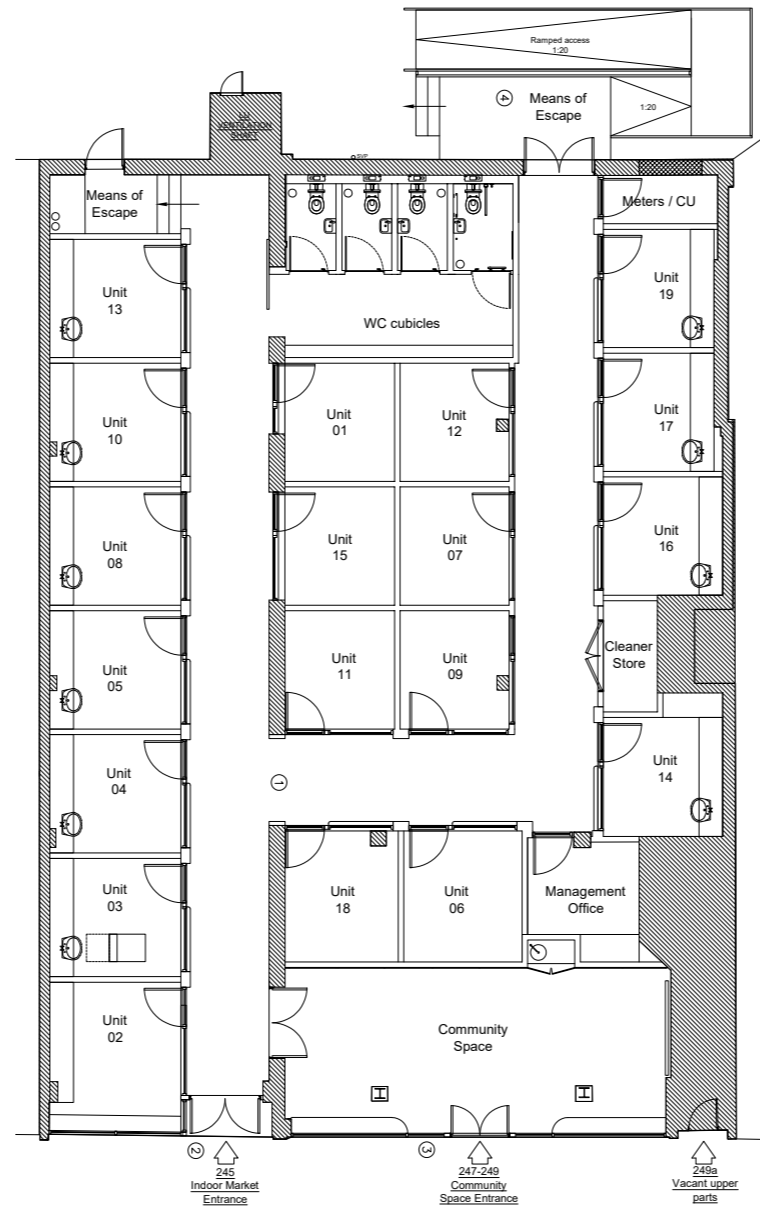 Ramped access
1:20
4
Means of
Escape
1:20
LU
VENTILATION
SHAFT
SVP
Means of
Escape
Meters / CU
Unit
13
Unit
19
WC cubicles
Unit
10
Unit
01
Unit
12
Unit
17
Unit
08
Unit
15
Unit
07
Unit
16
Unit
05
Unit
11
Unit
09
Cleaner
Store
Unit
04
1
Unit
14
Unit
03
Unit
18
Unit
06
Management
Office
Unit
02
Community
Space
H
H
2
3
245
Indoor Market
Entrance
247-249
Community
Space Entrance
249a
Vacant upper
parts